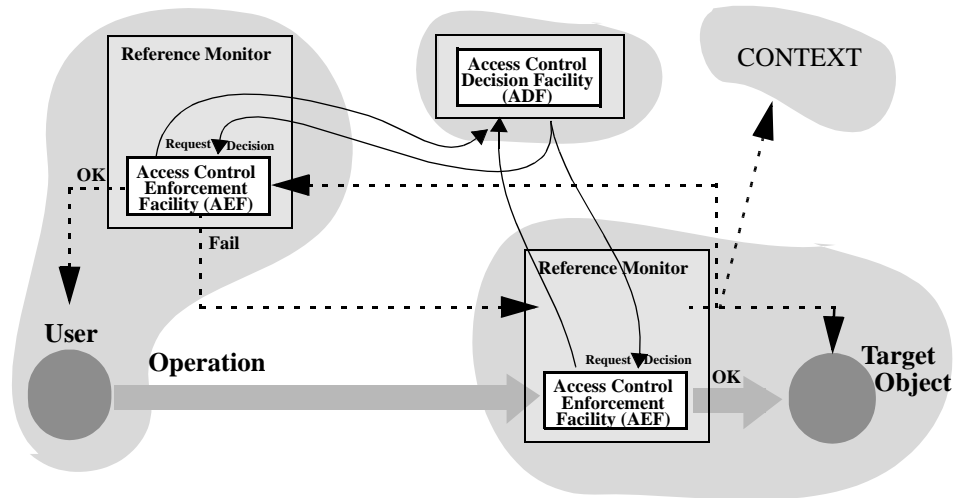 Reference Monitor
Access Control
Decision Facility
(ADF)
CONTEXT
Request
Decision
OK
Access Control
Enforcement
Facility (AEF)
Fail
Reference Monitor
User
Operation
Request
Decision
Access Control
Enforcement
Facility (AEF)
OK
Target
Object